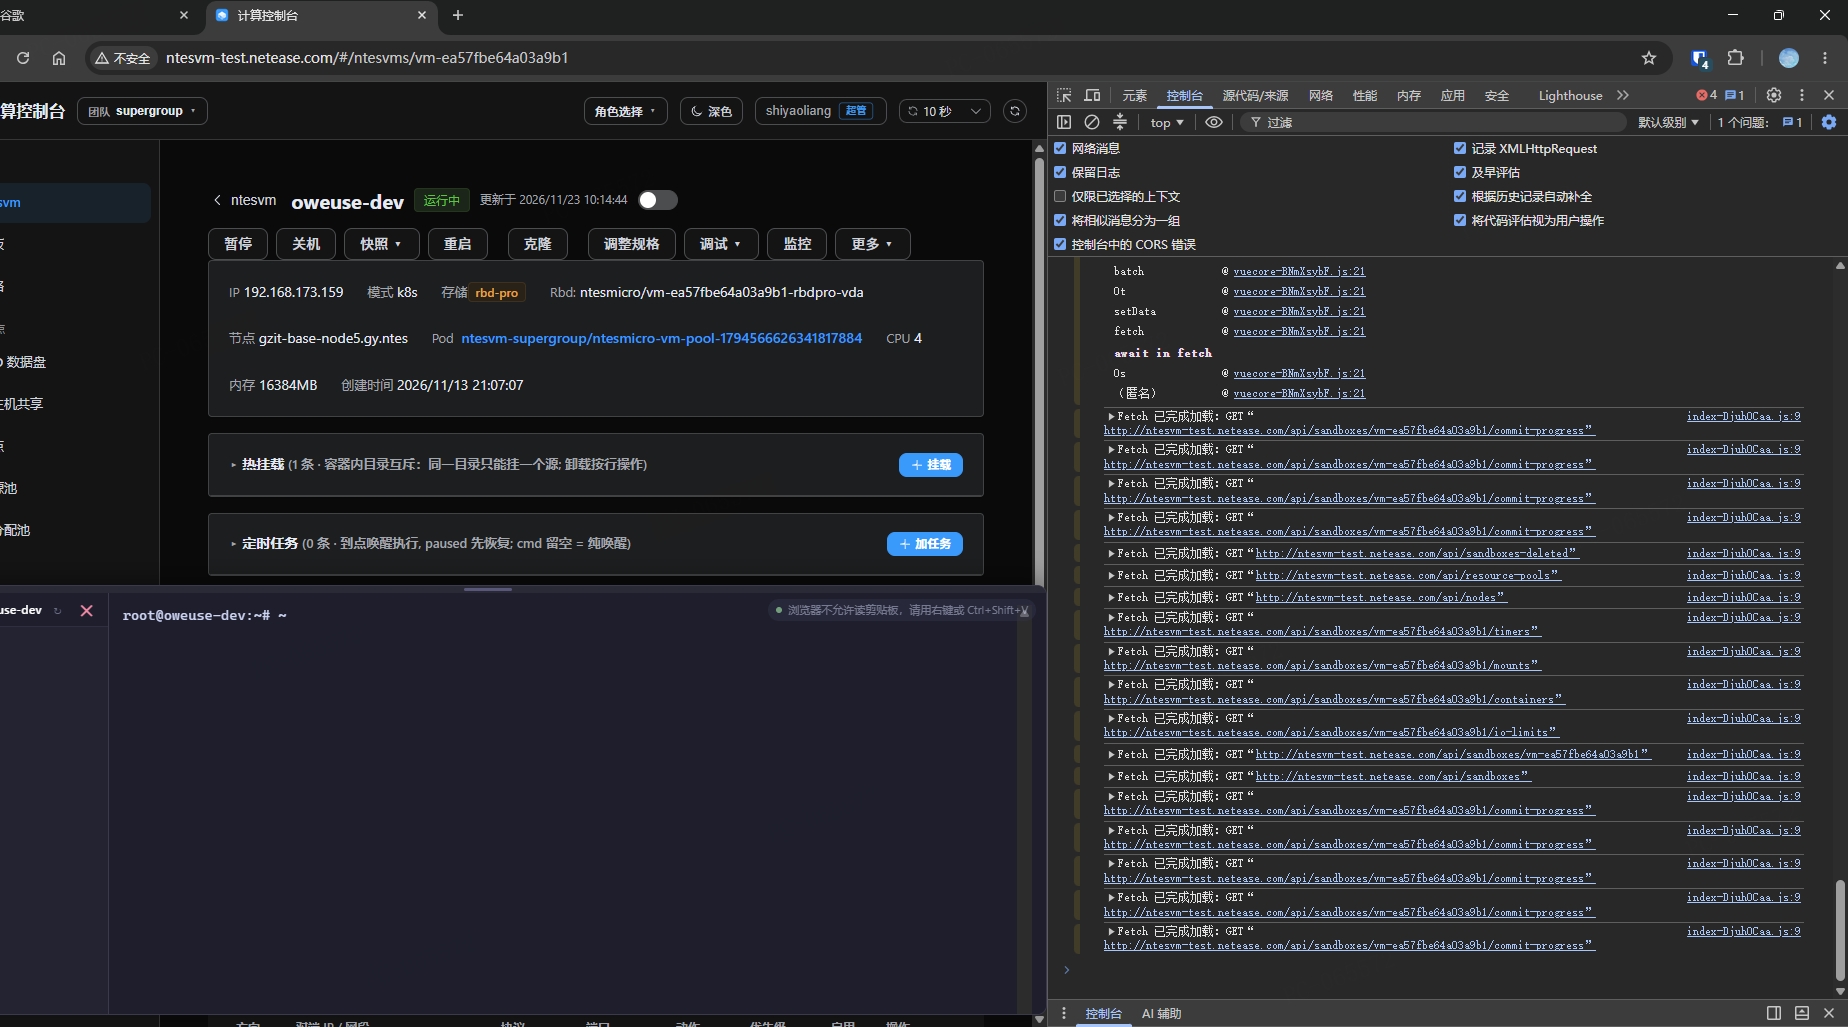 谷歌
计算控制台
不安全
ntesvm-test.netease.com/#/ntesvms/vm-ea57fbe64a03a9b1
4
算控制台
团队 supergroup
角色选择
深色
shiyaoliang 超管
10 秒
svm
数据盘
主机共享
点
源池
分配池
ntesvm
oweuse-dev
运行中
更新于 2026/11/23 10:14:44
暂停
关机
快照
重启
克隆
调整规格
调试
监控
更多
IP 192.168.173.159 模式 k8s 存储 rbd-pro Rbd: ntesmicro/vm-ea57fbe64a03a9b1-rbdpro-vda
节点 gzit-base-node5.gy.ntes Pod ntesvm-supergroup/ntesmicro-vm-pool-1794566626341817884 CPU 4
内存 16384MB 创建时间 2026/11/13 21:07:07
热挂载 (1 条 · 容器内目录互斥：同一目录只能挂一个源; 卸载按行操作)
+ 挂载
定时任务 (0 条 · 到点唤醒执行, paused 先恢复; cmd 留空 = 纯唤醒)
+ 加任务
use-dev
root@oweuse-dev:~# ~
浏览器不允许读剪贴板，请用右键或 Ctrl+Shift+V
元素
控制台
源代码/来源
网络
性能
内存
应用
安全
Lighthouse
4
1
top
过滤
默认级别
1 个问题:
1
网络消息
记录 XMLHttpRequest
保留日志
及早评估
仅限已选择的上下文
根据历史记录自动补全
将相似消息分为一组
将代码评估视为用户操作
控制台中的 CORS 错误
batch @ vuecore-BNmXsybF.js:21
Ot @ vuecore-BNmXsybF.js:21
setData @ vuecore-BNmXsybF.js:21
fetch @ vuecore-BNmXsybF.js:21
await in fetch
Os @ vuecore-BNmXsybF.js:21
（匿名） @ vuecore-BNmXsybF.js:21
Fetch 已完成加载：GET“ index-DjuhOCaa.js:9
http://ntesvm-test.netease.com/api/sandboxes/vm-ea57fbe64a03a9b1/commit-progress”
Fetch 已完成加载：GET“ index-DjuhOCaa.js:9
http://ntesvm-test.netease.com/api/sandboxes/vm-ea57fbe64a03a9b1/commit-progress”
Fetch 已完成加载：GET“ index-DjuhOCaa.js:9
http://ntesvm-test.netease.com/api/sandboxes/vm-ea57fbe64a03a9b1/commit-progress”
Fetch 已完成加载：GET“ index-DjuhOCaa.js:9
http://ntesvm-test.netease.com/api/sandboxes/vm-ea57fbe64a03a9b1/commit-progress”
Fetch 已完成加载：GET“http://ntesvm-test.netease.com/api/sandboxes-deleted” index-DjuhOCaa.js:9
Fetch 已完成加载：GET“http://ntesvm-test.netease.com/api/resource-pools” index-DjuhOCaa.js:9
Fetch 已完成加载：GET“http://ntesvm-test.netease.com/api/nodes” index-DjuhOCaa.js:9
Fetch 已完成加载：GET“ index-DjuhOCaa.js:9
http://ntesvm-test.netease.com/api/sandboxes/vm-ea57fbe64a03a9b1/timers”
Fetch 已完成加载：GET“ index-DjuhOCaa.js:9
http://ntesvm-test.netease.com/api/sandboxes/vm-ea57fbe64a03a9b1/mounts”
Fetch 已完成加载：GET“ index-DjuhOCaa.js:9
http://ntesvm-test.netease.com/api/sandboxes/vm-ea57fbe64a03a9b1/containers”
Fetch 已完成加载：GET“ index-DjuhOCaa.js:9
http://ntesvm-test.netease.com/api/sandboxes/vm-ea57fbe64a03a9b1/io-limits”
Fetch 已完成加载：GET“http://ntesvm-test.netease.com/api/sandboxes/vm-ea57fbe64a03a9b1” index-DjuhOCaa.js:9
Fetch 已完成加载：GET“http://ntesvm-test.netease.com/api/sandboxes” index-DjuhOCaa.js:9
Fetch 已完成加载：GET“ index-DjuhOCaa.js:9
http://ntesvm-test.netease.com/api/sandboxes/vm-ea57fbe64a03a9b1/commit-progress”
Fetch 已完成加载：GET“ index-DjuhOCaa.js:9
http://ntesvm-test.netease.com/api/sandboxes/vm-ea57fbe64a03a9b1/commit-progress”
Fetch 已完成加载：GET“ index-DjuhOCaa.js:9
http://ntesvm-test.netease.com/api/sandboxes/vm-ea57fbe64a03a9b1/commit-progress”
Fetch 已完成加载：GET“ index-DjuhOCaa.js:9
http://ntesvm-test.netease.com/api/sandboxes/vm-ea57fbe64a03a9b1/commit-progress”
Fetch 已完成加载：GET“ index-DjuhOCaa.js:9
http://ntesvm-test.netease.com/api/sandboxes/vm-ea57fbe64a03a9b1/commit-progress”
控制台
AI 辅助